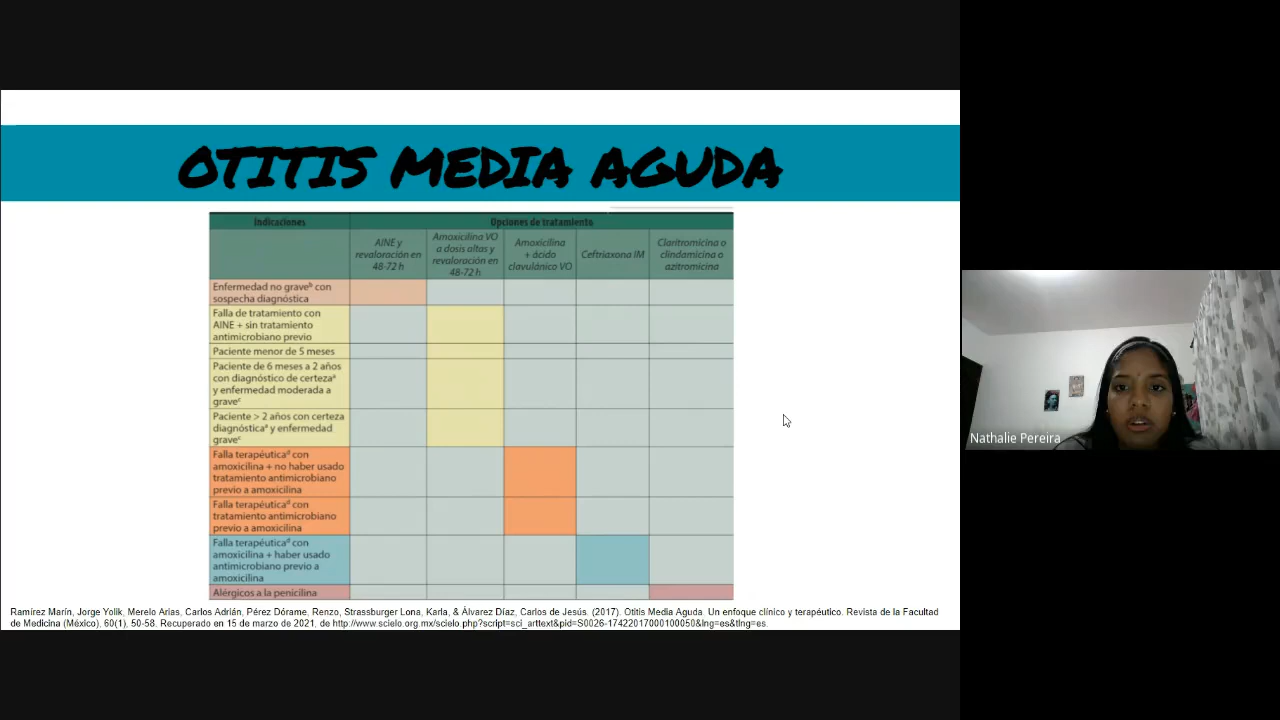 OTITIS MEDIA AGUDA
Indicaciones
Opciones de tratamiento
AINE y
revaloración en
48-72 h
Amoxicilina VO
a dosis altas y
revaloración en
48-72 h
Amoxicilina
+ ácido
clavulánico VO
Ceftriaxona IM
Claritromicina o
clindamicina o
azitromicina
Enfermedad no graveᵇ con
sospecha diagnóstica
Falla de tratamiento con
AINE + sin tratamiento
antimicrobiano previo
Paciente menor de 5 meses
Paciente de 6 meses a 2 años
con diagnóstico de certezaᵃ
y enfermedad moderada a
graveᶜ
Paciente > 2 años con certeza
diagnósticaᵃ y enfermedad
graveᶜ
Falla terapéuticaᵈ con
amoxicilina + no haber usado
tratamiento antimicrobiano
previo a amoxicilina
Falla terapéuticaᵈ con
tratamiento antimicrobiano
previo a amoxicilina
Falla terapéuticaᵈ con
amoxicilina + haber usado
antimicrobiano previo a
amoxicilina
Alérgicos a la penicilina
Ramírez Marín, Jorge Yolik, Merelo Arias, Carlos Adrián, Pérez Dórame, Renzo, Strassburger Lona, Karla, & Álvarez Díaz, Carlos de Jesús. (2017). Otitis Media Aguda. Un enfoque clínico y terapéutico. Revista de la Facultad
de Medicina (México), 60(1), 50-58. Recuperado en 15 de marzo de 2021, de http://www.scielo.org.mx/scielo.php?script=sci_arttext&pid=S0026-17422017000100050&lng=es&tlng=es.
Nathalie Pereira